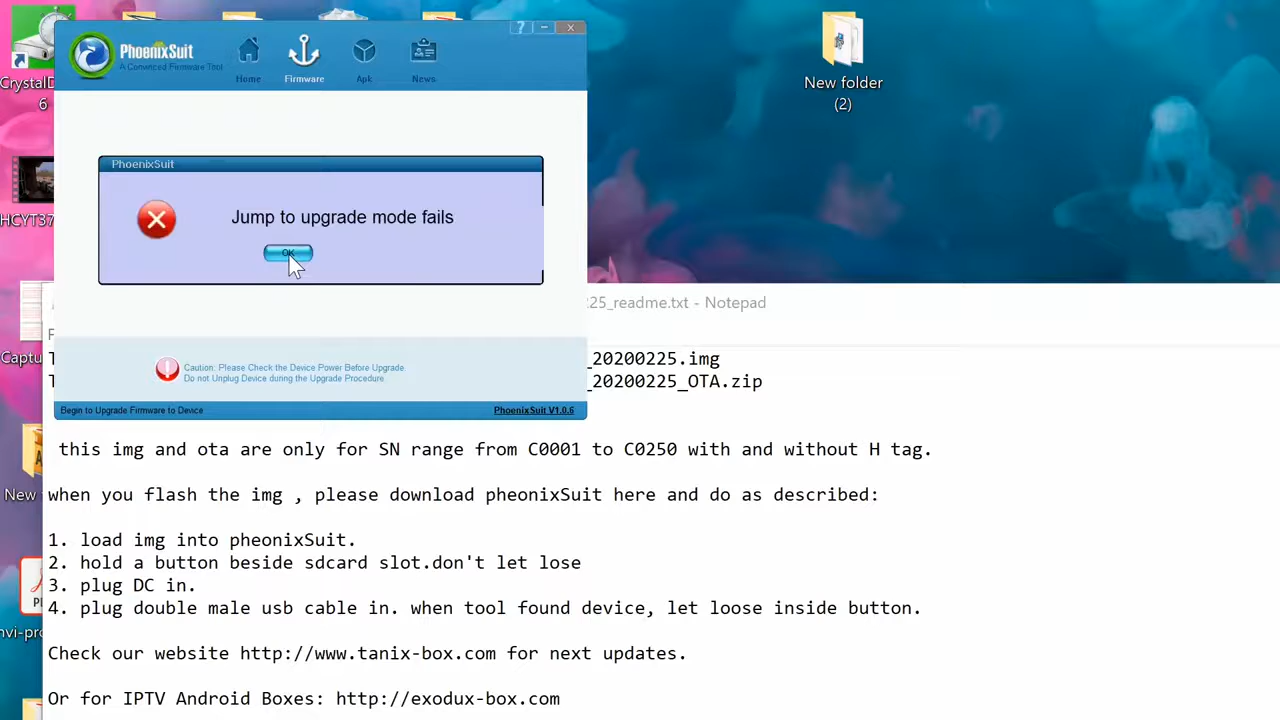 CrystalD
6
HCYT37
Captu
New
nvi-pro
New folder
(2)
PhoenixSuit
A Convinced Firmware Tool
Home
Firmware
Apk
News
PhoenixSuit
Jump to upgrade mode fails
OK
Caution: Please Check the Device Power Before Upgrade
Do not Unplug Device during the Upgrade Procedure
Begin to Upgrade Firmware to Device
PhoenixSuit V1.0.6
25_readme.txt - Notepad
_20200225.img
_20200225_OTA.zip
this img and ota are only for SN range from C0001 to C0250 with and without H tag.
when you flash the img , please download pheonixSuit here and do as described:
1. load img into pheonixSuit.
2. hold a button beside sdcard slot.don't let lose
3. plug DC in.
4. plug double male usb cable in. when tool found device, let loose inside button.
Check our website http://www.tanix-box.com for next updates.
Or for IPTV Android Boxes: http://exodux-box.com